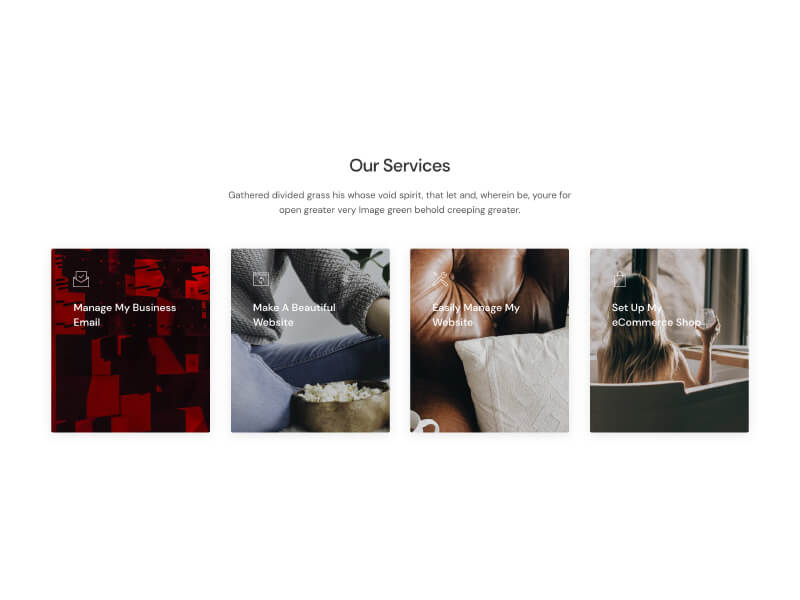 Our Services
Gathered divided grass his whose void spirit, that let and, wherein be, youre for
open greater very Image green behold creeping greater.
Manage My Business
Email
Make A Beautiful
Website
Easily Manage My
Website
Set Up My
eCommerce Shop